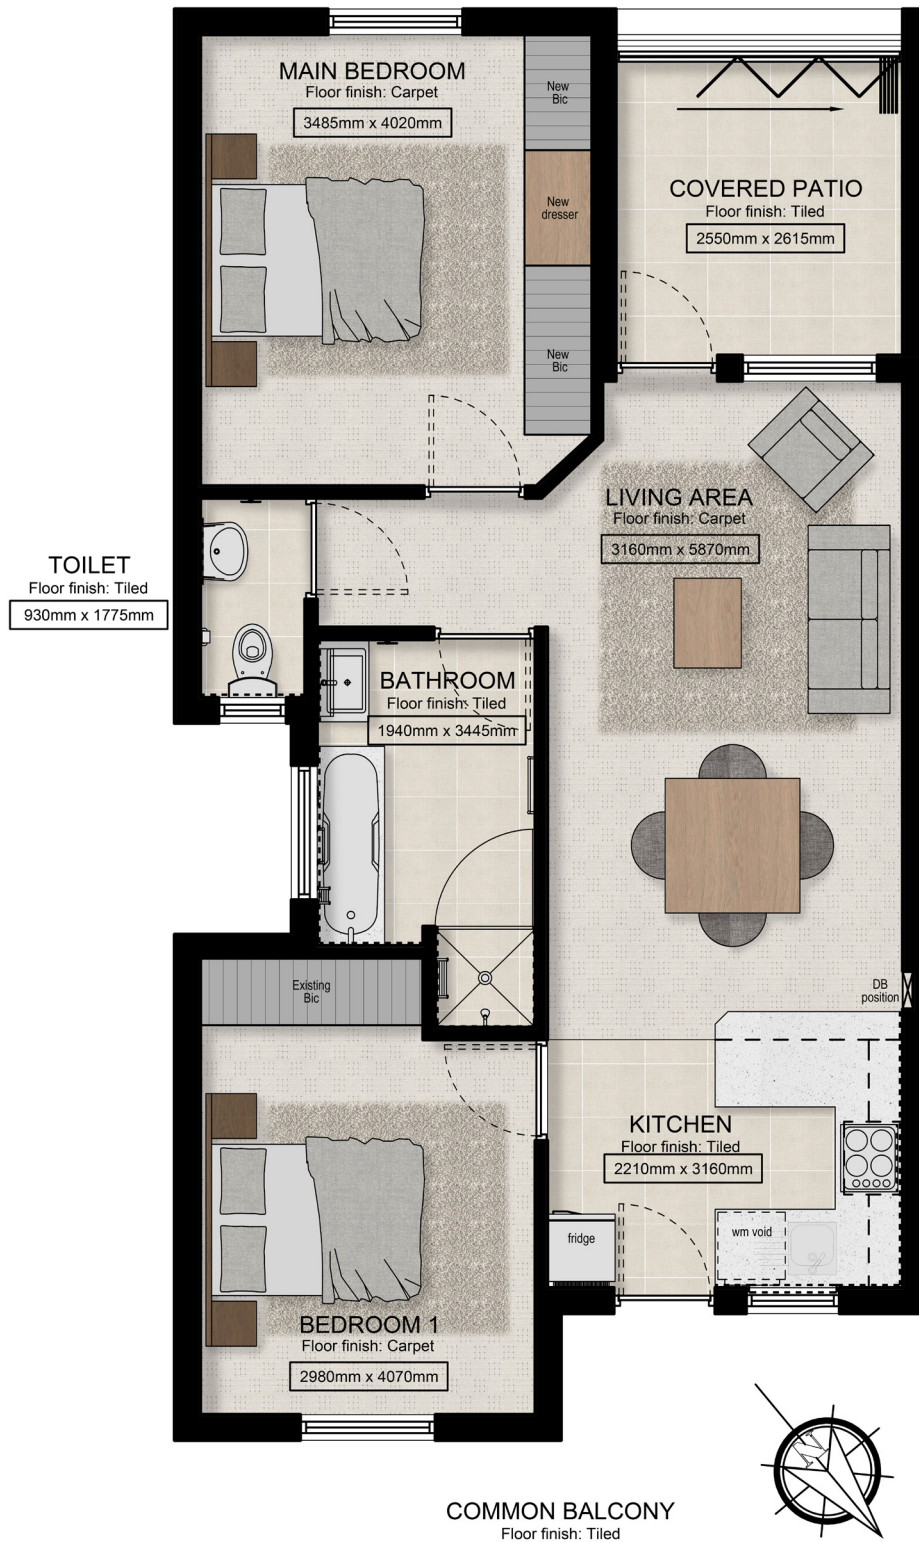 MAIN BEDROOM
Floor finish: Carpet
3485mm x 4020mm
New
Bic
New
dresser
New
Bic
COVERED PATIO
Floor finish: Tiled
2550mm x 2615mm
LIVING AREA
Floor finish: Carpet
3160mm x 5870mm
TOILET
Floor finish: Tiled
930mm x 1775mm
BATHROOM
Floor finish: Tiled
1940mm x 3445mm
Existing
Bic
DB
position
KITCHEN
Floor finish: Tiled
2210mm x 3160mm
fridge
wm void
BEDROOM 1
Floor finish: Carpet
2980mm x 4070mm
N
COMMON BALCONY
Floor finish: Tiled